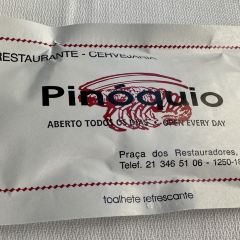 RESTAURANTE - CERVEJARIA
Pinóquio
ABERTO TODOS OS DIAS & OPEN EVERY DAY
Praça dos Restauradores,
Telef. 21 346 51 06 - 1250-18
toalhete refrescante